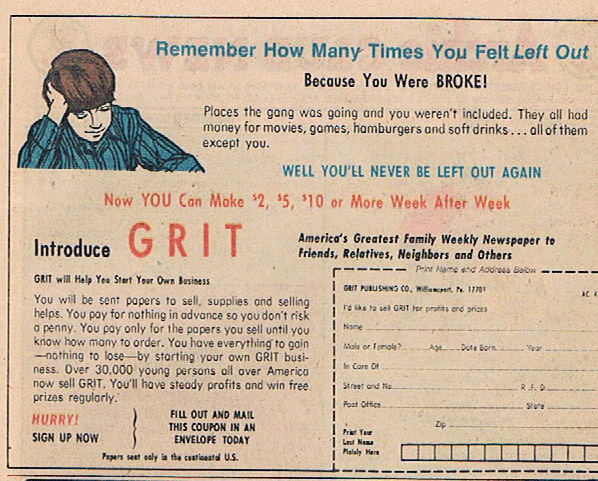 Remember How Many Times You Felt Left Out
Because You Were BROKE!
Places the gang was going and you weren't included. They all had
money for movies, games, hamburgers and soft drinks . . . all of them
except you.
WELL YOU'LL NEVER BE LEFT OUT AGAIN
Now YOU Can Make $2, $5, $10 or More Week After Week
Introduce GRIT
America's Greatest Family Weekly Newspaper to
Friends, Relatives, Neighbors and Others
GRIT will Help You Start Your Own Business
You will be sent papers to sell, supplies and selling
helps. You pay for nothing in advance so you don't risk
a penny. You pay only for the papers you sell until you
know how many to order. You have everything to gain
—nothing to lose—by starting your own GRIT busi-
ness. Over 30,000 young persons all over America
now sell GRIT. You'll have steady profits and win free
prizes regularly.
HURRY!
SIGN UP NOW
FILL OUT AND MAIL
THIS COUPON IN AN
ENVELOPE TODAY
Papers sent only in the continental U.S.
Print Name and Address Below
GRIT PUBLISHING CO., Williamsport, Pa. 17701
AC
I'd like to sell GRIT for profits and prizes
Name
Male or Female? Age Date Born Year
In Care Of
Street and No. R.F.D.
Post Office State
Zip
Print Your
Last Name
Plainly Here